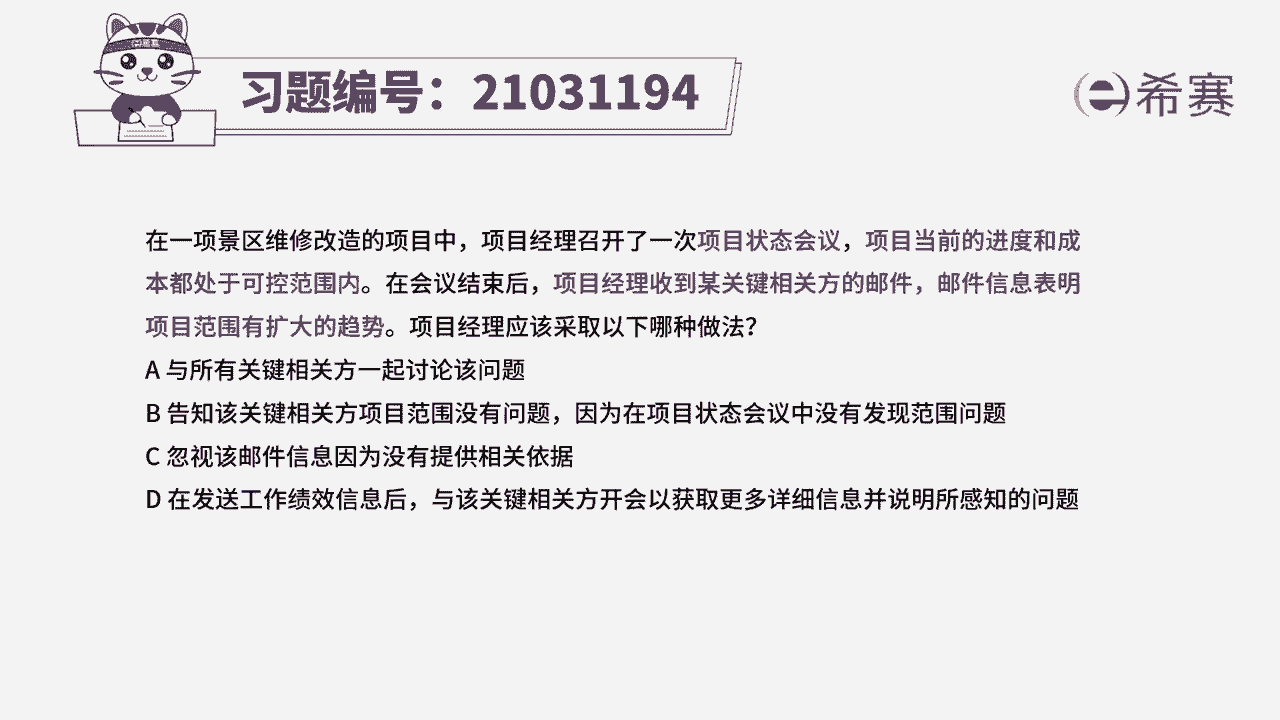 习题编号：21031194
希赛
在一项景区维修改造的项目中，项目经理召开了一次项目状态会议，项目当前的进度和成
本都处于可控范围内。在会议结束后，项目经理收到某关键相关方的邮件，邮件信息表明
项目范围有扩大的趋势。项目经理应该采取以下哪种做法？
A 与所有关键相关方一起讨论该问题
B 告知该关键相关方项目范围没有问题，因为在项目状态会议中没有发现范围问题
C 忽视该邮件信息因为没有提供相关依据
D 在发送工作绩效信息后，与该关键相关方开会以获取更多详细信息并说明所感知的问题